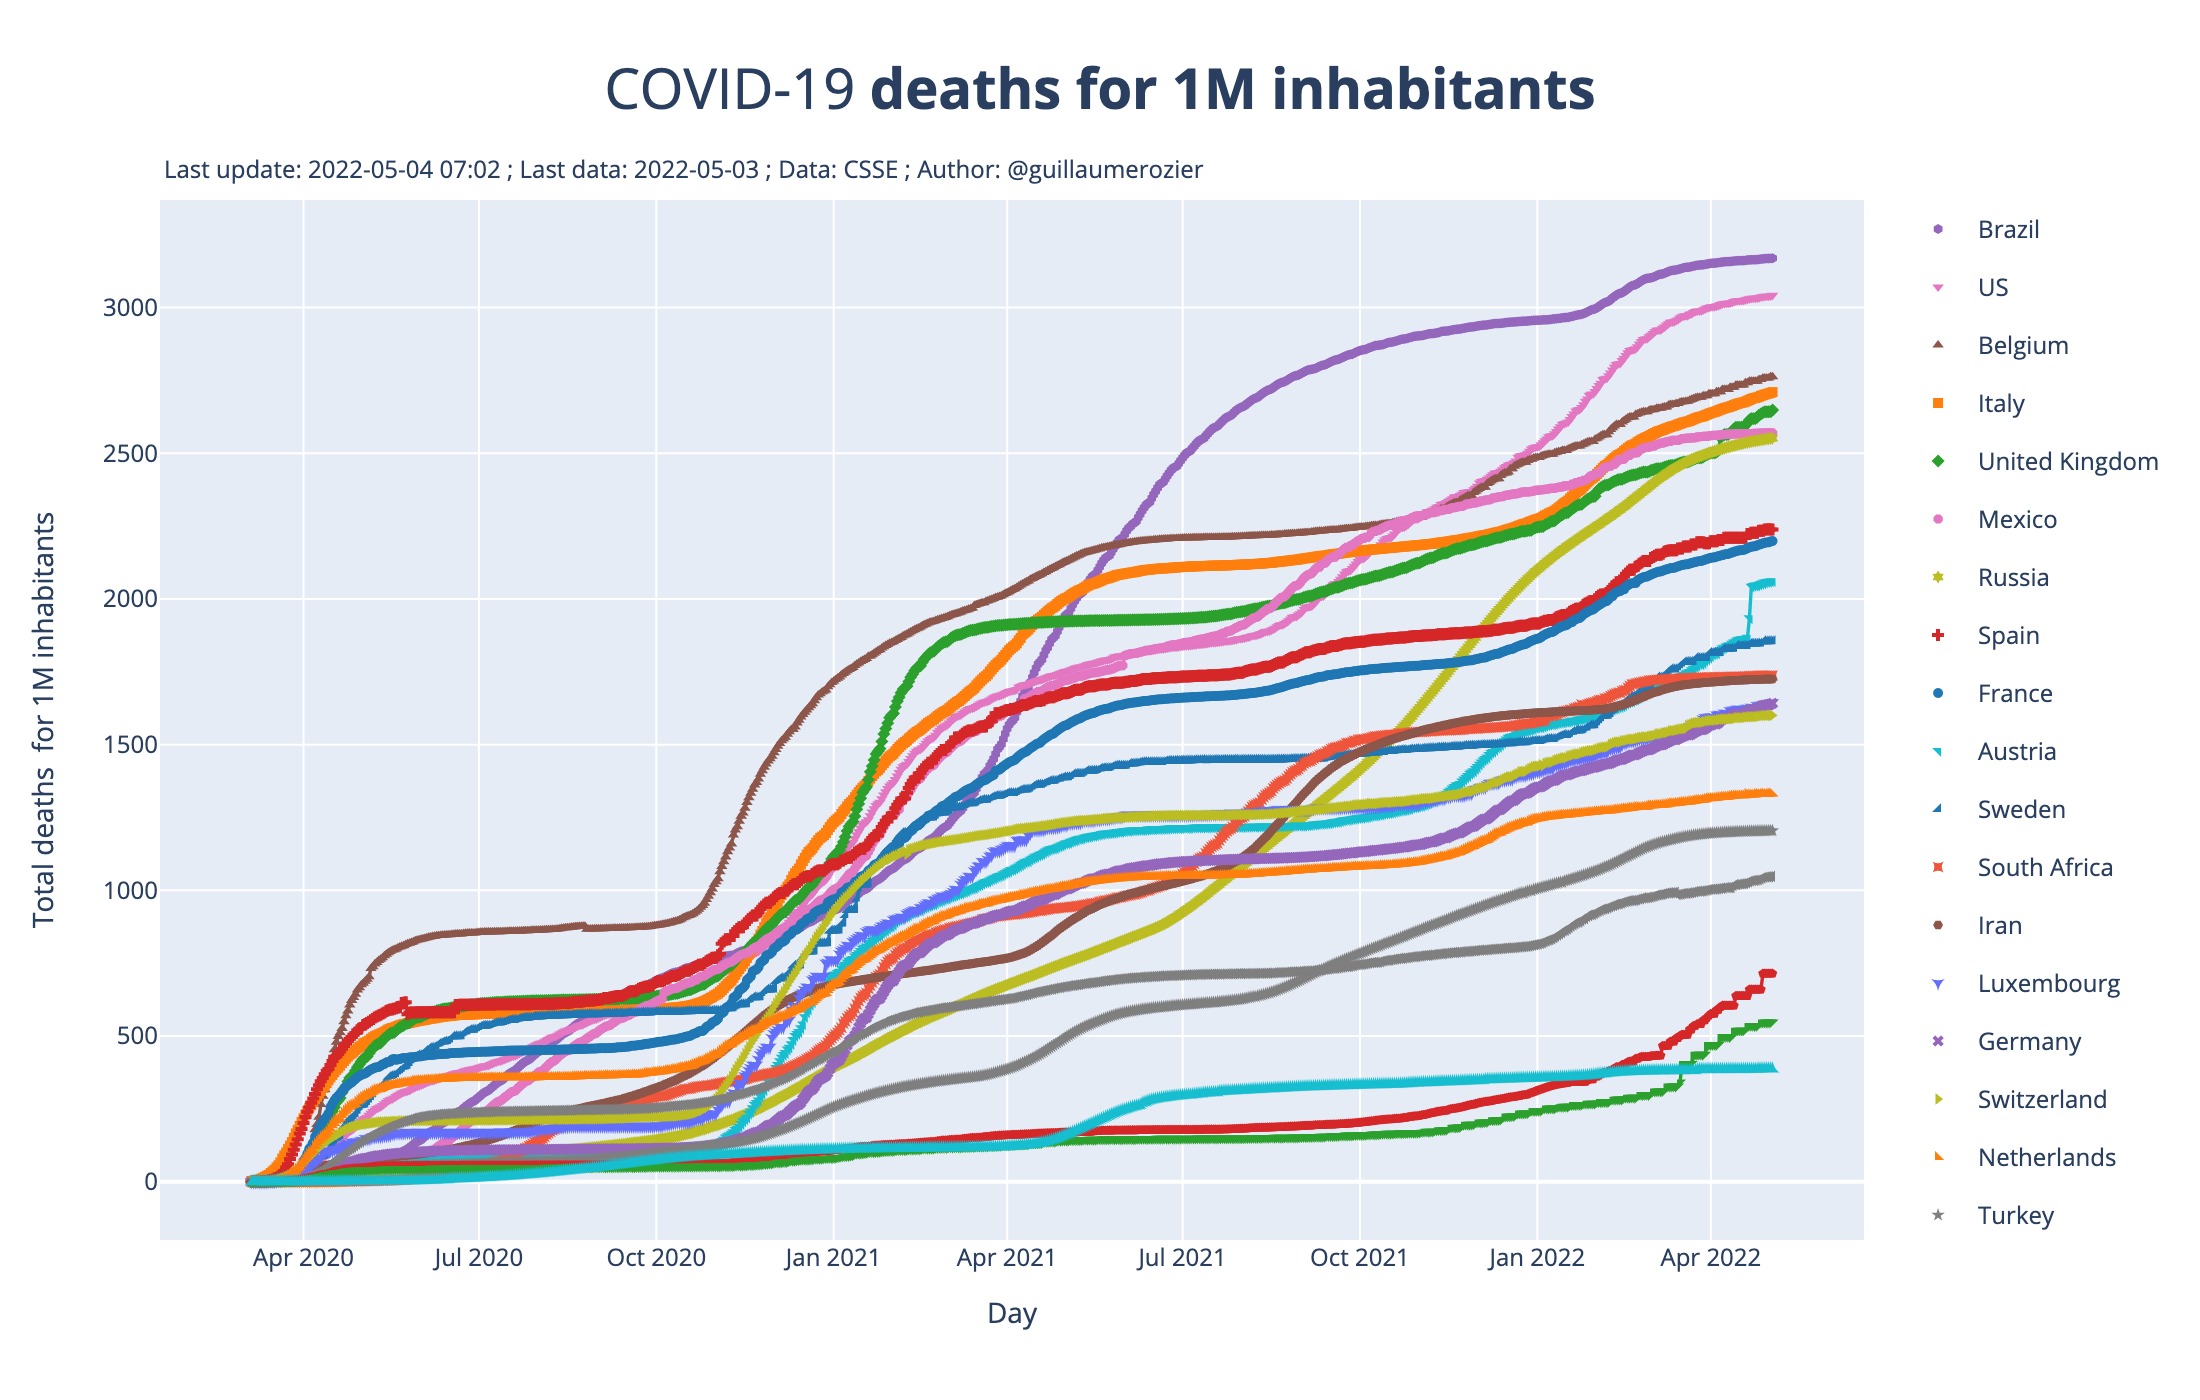 COVID-19 deaths for 1M inhabitants
Last update: 2022-05-04 07:02 ; Last data: 2022-05-03 ; Data: CSSE ; Author: @guillaumerozier
Total deaths for 1M inhabitants
3000
2500
2000
1500
1000
500
0
Apr 2020
Jul 2020
Oct 2020
Jan 2021
Apr 2021
Jul 2021
Oct 2021
Jan 2022
Apr 2022
Day
Brazil
US
Belgium
Italy
United Kingdom
Mexico
Russia
Spain
France
Austria
Sweden
South Africa
Iran
Luxembourg
Germany
Switzerland
Netherlands
Turkey